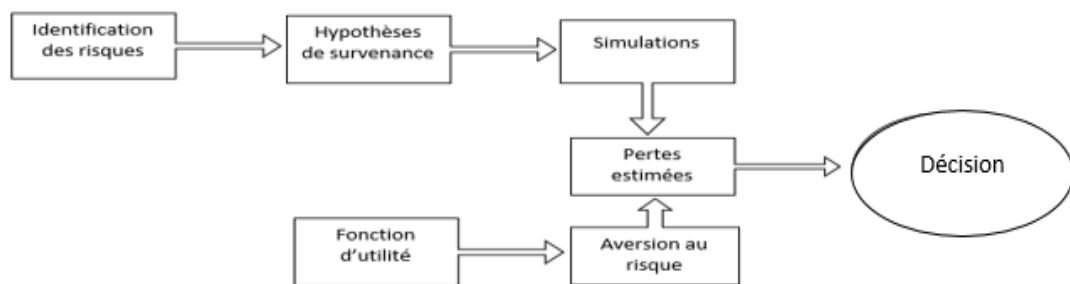 Identification
des risques
Hypothèses
de survenance
Simulations
Pertes
estimées
Décision
Fonction
d'utilité
Aversion au
risque